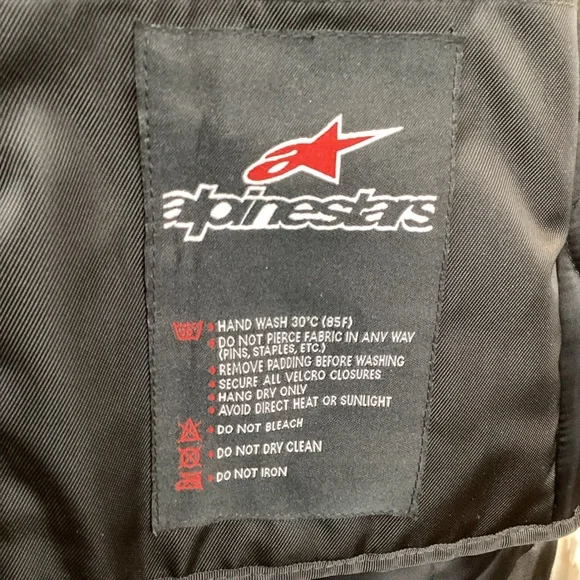 alpinestars
HAND WASH 30°C (85F)
DO NOT PIERCE FABRIC IN ANY WAY
(PINS, STAPLES, ETC.)
REMOVE PADDING BEFORE WASHING
SECURE ALL VELCRO CLOSURES
HANG DRY ONLY
AVOID DIRECT HEAT OR SUNLIGHT
DO NOT BLEACH
DO NOT DRY CLEAN
DO NOT IRON